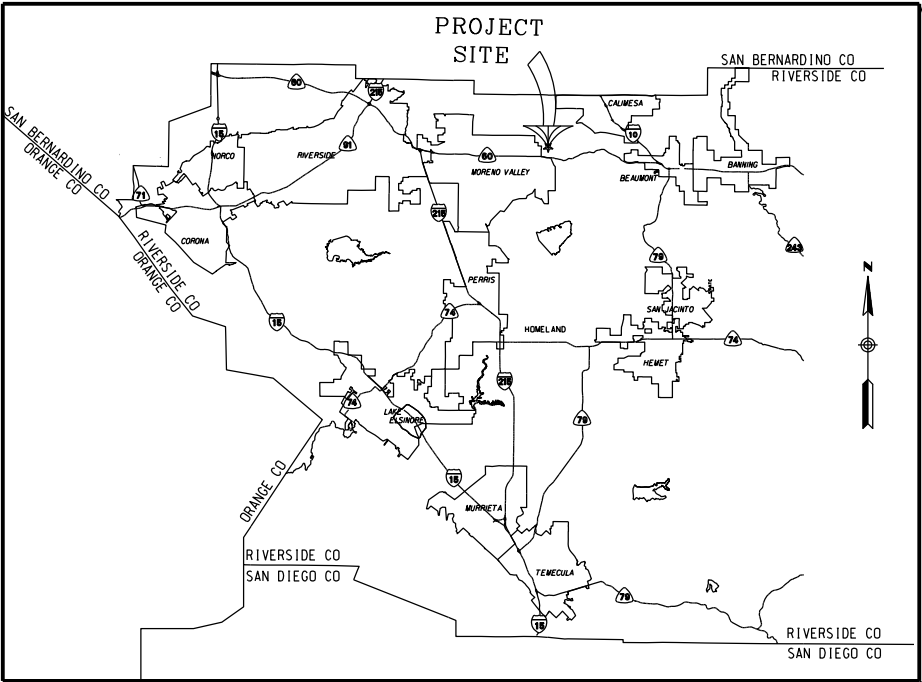 PROJECT
SITE
SAN BERNARDINO CO
RIVERSIDE CO
60
215
CALIMESA
SAN BERNARDINO CO
ORANGE CO
15
10
NORCO
RIVERSIDE
91
60
MORENO VALLEY
BANNING
BEAUMONT
71
215
CORONA
243
RIVERSIDE CO
ORANGE CO
79
N
PERRIS
SAN JACINTO
74
15
HOMELAND
74
HEMET
215
74
LAKE
ELSINORE
79
15
ORANGE CO
MURRIETA
RIVERSIDE CO
SAN DIEGO CO
TEMECULA
79
15
RIVERSIDE CO
SAN DIEGO CO